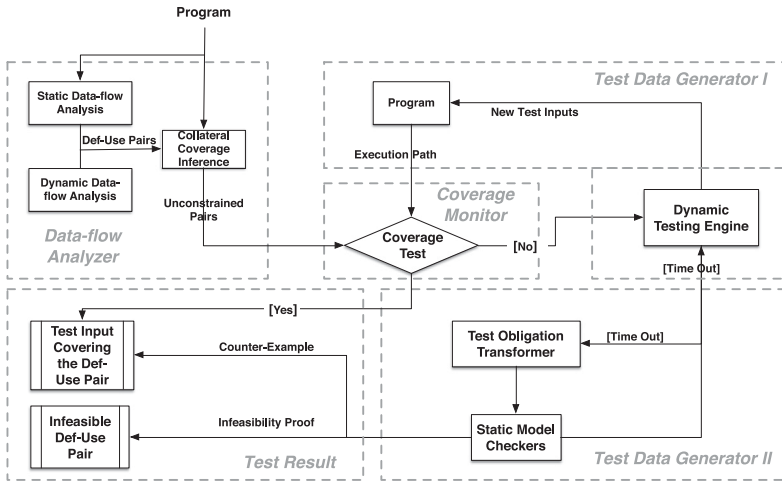 Program
Static Data-flow
Analysis
Def-Use Pairs
Dynamic Data-
flow Analysis
Collateral
Coverage
Inference
Unconstrained
Pairs
Data-flow
Analyzer
Test Data Generator I
Program
New Test Inputs
Execution Path
Coverage
Monitor
Coverage
Test
[No]
Dynamic
Testing Engine
[Time Out]
[Yes]
Test Input
Covering
the Def-
Use Pair
Counter-Example
Infeasible
Def-Use
Pair
Infeasibility Proof
Test Result
Test Obligation
Transformer
[Time Out]
Static Model
Checkers
Test Data Generator II